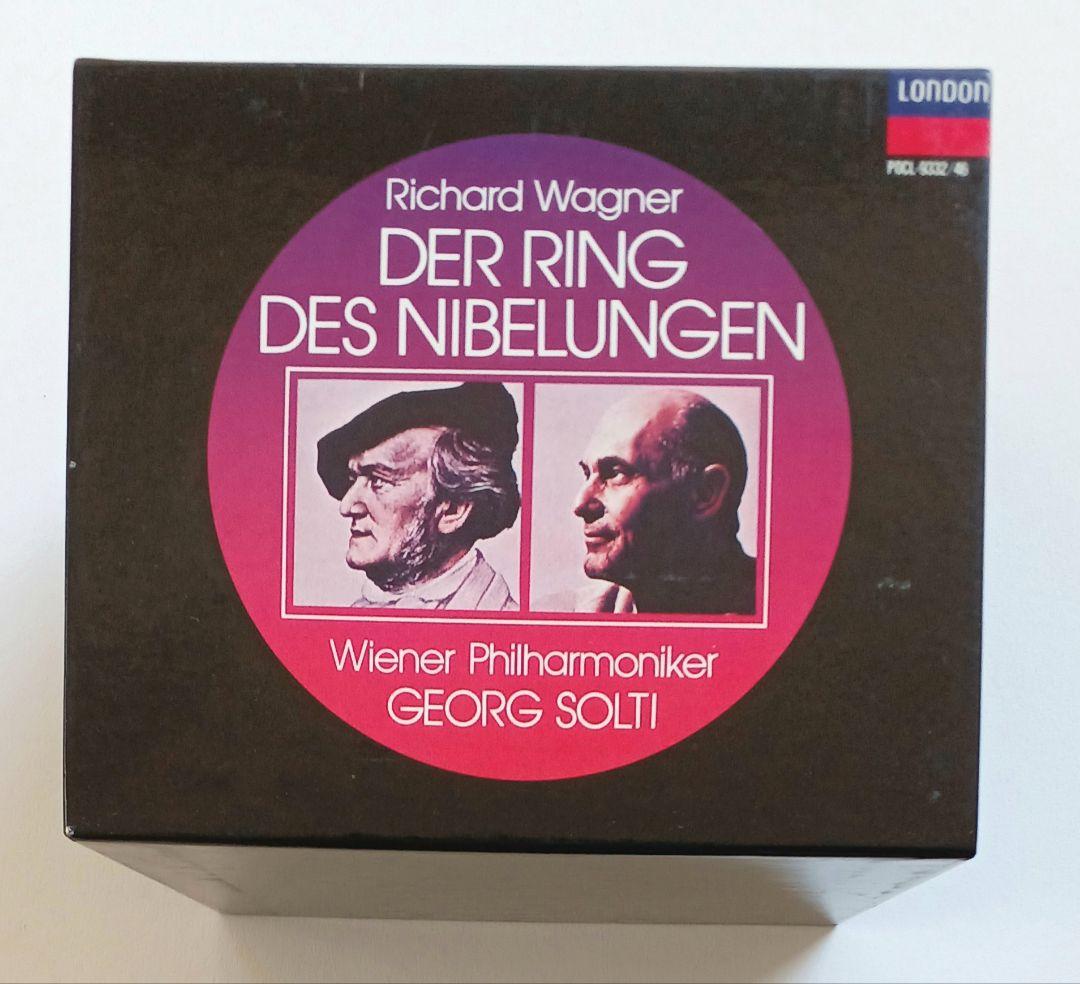 LONDON
POCL-9332/46
Richard Wagner
DER RING
DES NIBELUNGEN
Wiener Philharmoniker
GEORG SOLTI